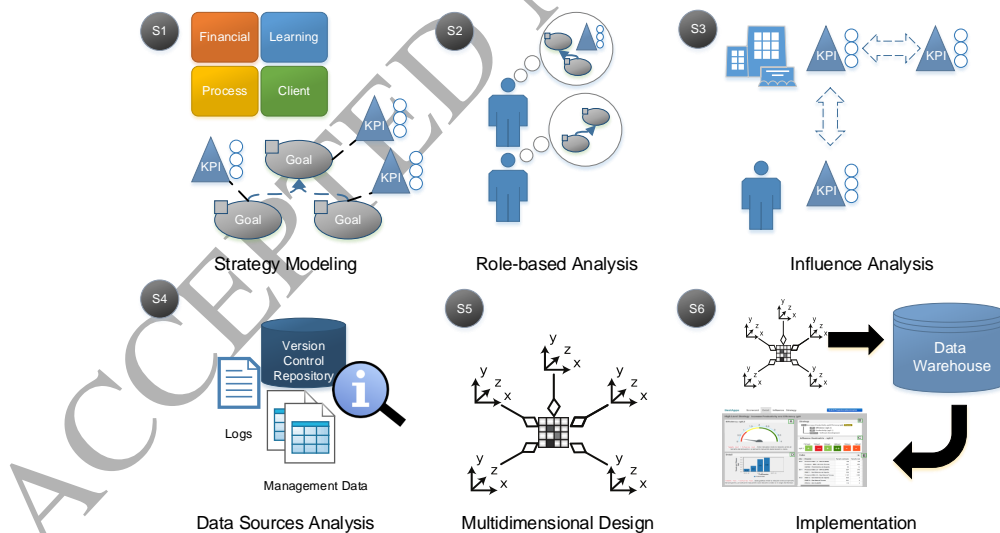 S1
Financial
Learning
Process
Client
KPI
KPI
KPI
Goal
Goal
Goal
Strategy Modeling
S2
KPI
Role-based Analysis
S3
KPI
KPI
KPI
Influence Analysis
ACCEPTED
S4
Version
Control
Repository
Logs
Management Data
Data Sources Analysis
S5
y
z
x
y
z
x
y
z
x
y
z
x
y
z
x
Multidimensional Design
S6
y
z
x
y
z
x
y
z
x
y
z
x
y
z
x
Data
Warehouse
Implementation